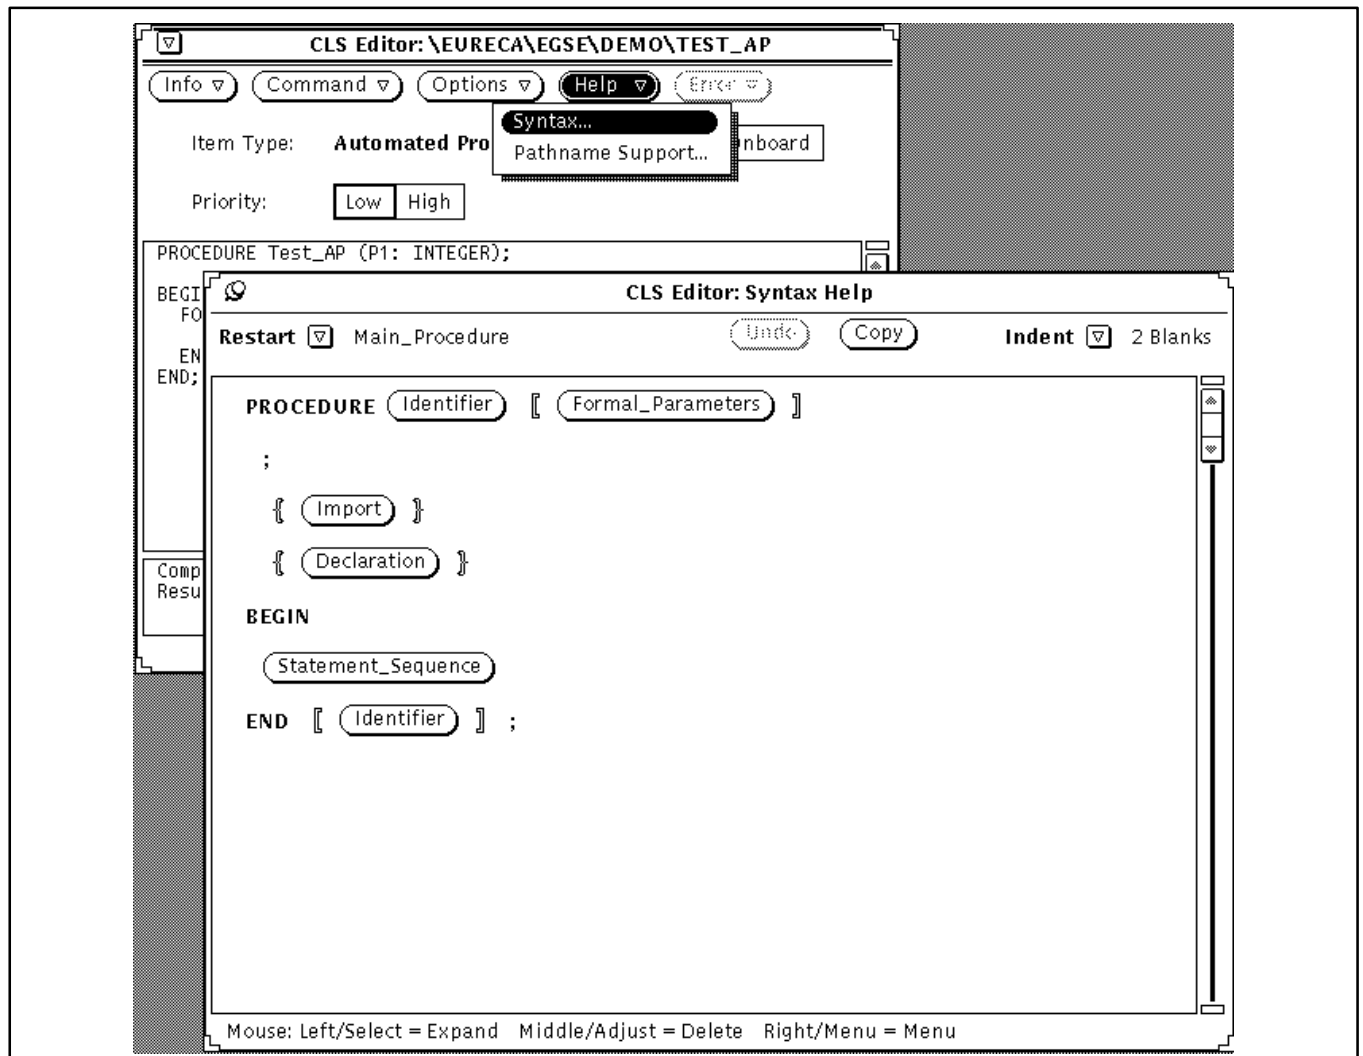 CLS Editor: \EURECA\EGSE\DEMO\TEST_AP
Info Command Options Help Error
Syntax...
Item Type: Automated Pro nboard
Pathname Support...
Priority: Low High
PROCEDURE Test_AP (P1: INTEGER);
BEGI
FO
EN
END;
Comp
Resu
CLS Editor: Syntax Help
Restart Main_Procedure Undo Copy Indent 2 Blanks
PROCEDURE Identifier [ Formal_Parameters ]
;
{ Import }
{ Declaration }
BEGIN
Statement_Sequence
END [ Identifier ] ;
Mouse: Left/Select = Expand Middle/Adjust = Delete Right/Menu = Menu